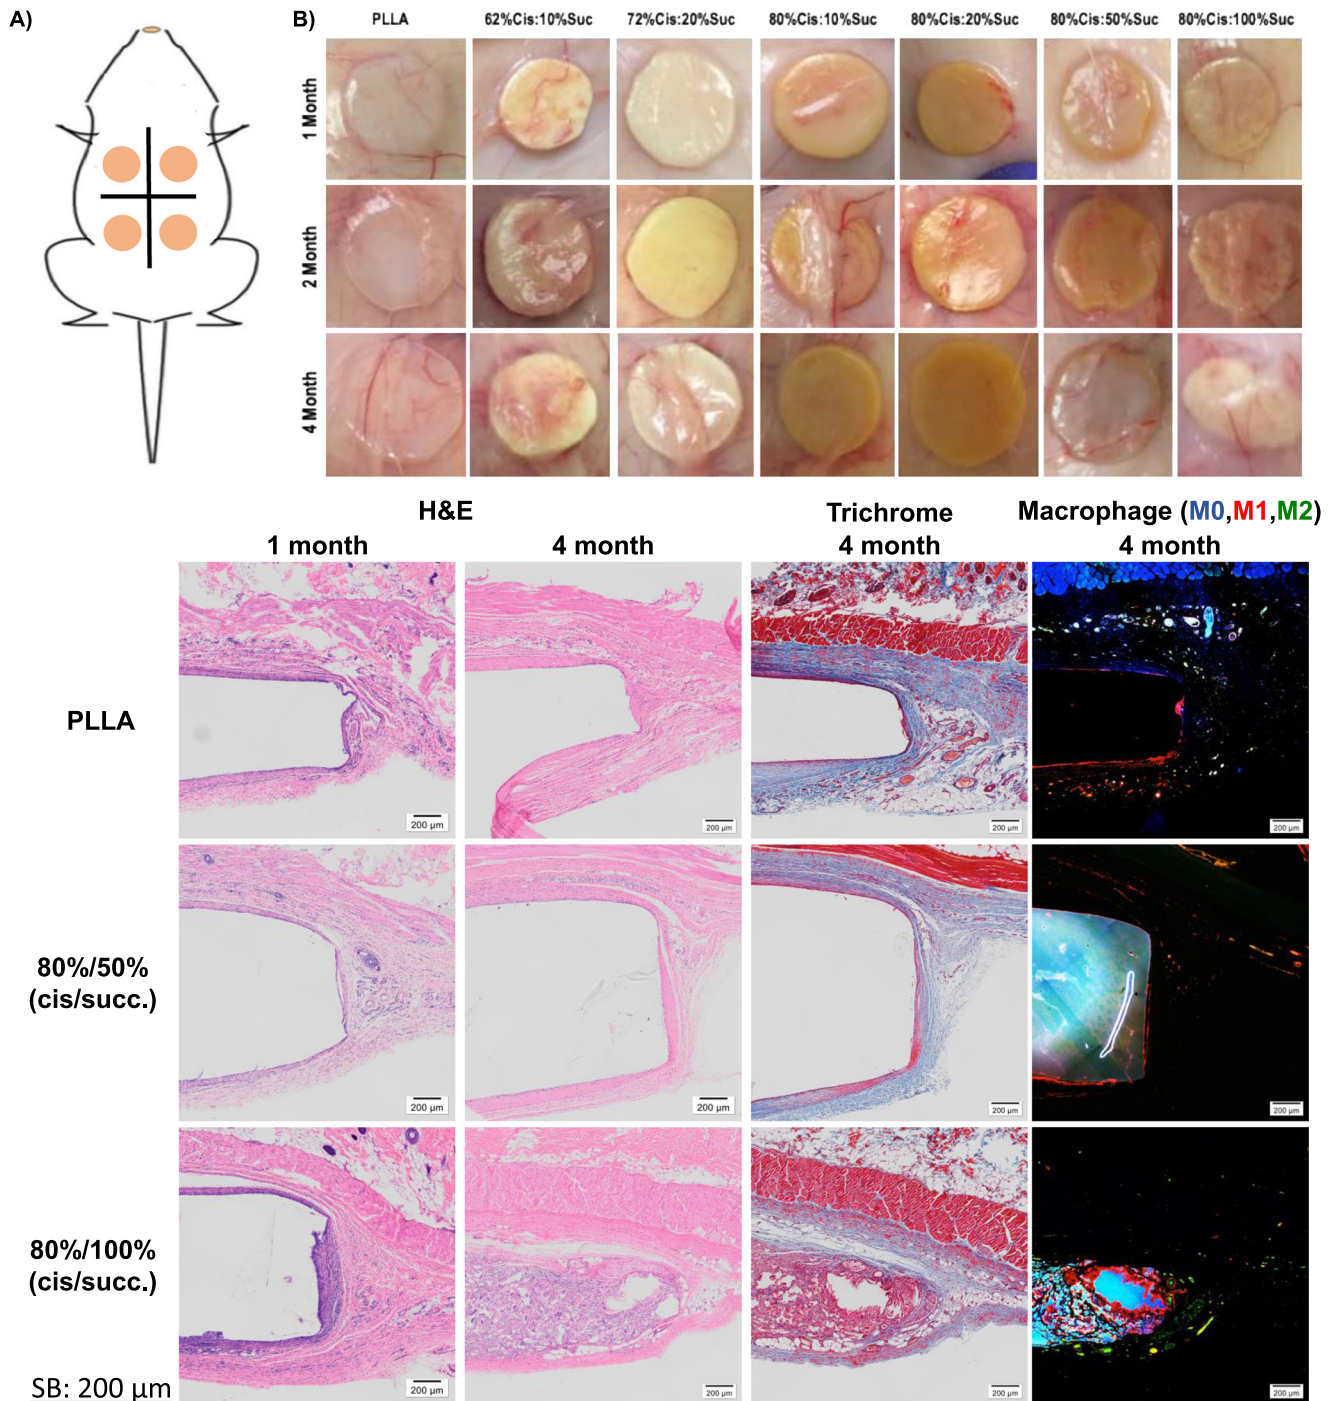 A)
B)
PLLA 62%Cis:10%Suc 72%Cis:20%Suc 80%Cis:10%Suc 80%Cis:20%Suc 80%Cis:50%Suc 80%Cis:100%Suc
1 Month
2 Month
4 Month
H&E Trichrome Macrophage (M0,M1,M2)
1 month 4 month 4 month 4 month
PLLA
200 µm 200 µm 200 µm 200 µm
80%/50%
(cis/succ.)
200 µm 200 µm 200 µm 200 µm
80%/100%
(cis/succ.)
200 µm 200 µm 200 µm 200 µm
SB: 200 µm